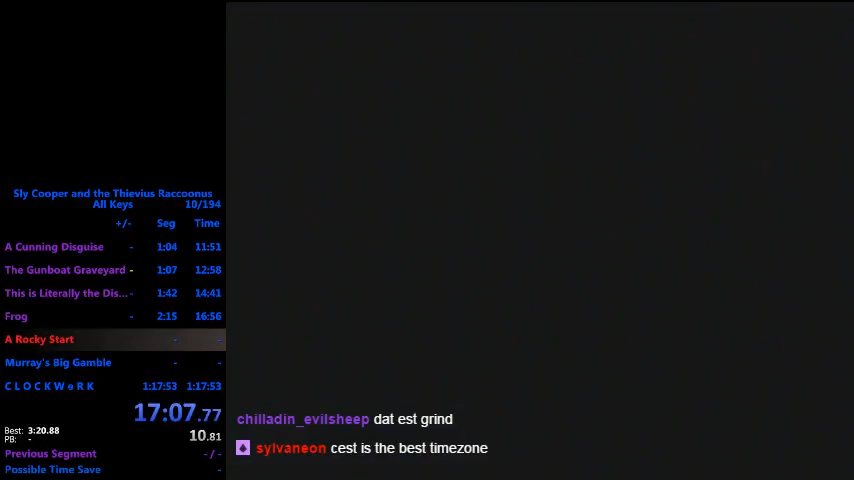 Sly Cooper and the Thievius Raccoonus
All Keys 10/194
+/- Seg Time
A Cunning Disguise - 1:04 11:51
The Gunboat Graveyard - 1:07 12:58
This is Literally the Dis... - 1:42 14:41
Frog - 2:15 16:56
A Rocky Start - -
Murray's Big Gamble - -
C L O C K W e R K 1:17:53 1:17:53
17:07.77
Best: 3:20.88
PB: -
10.81
Previous Segment - / -
Possible Time Save -
chilladin_evilsheep dat est grind
sylvaneon cest is the best timezone